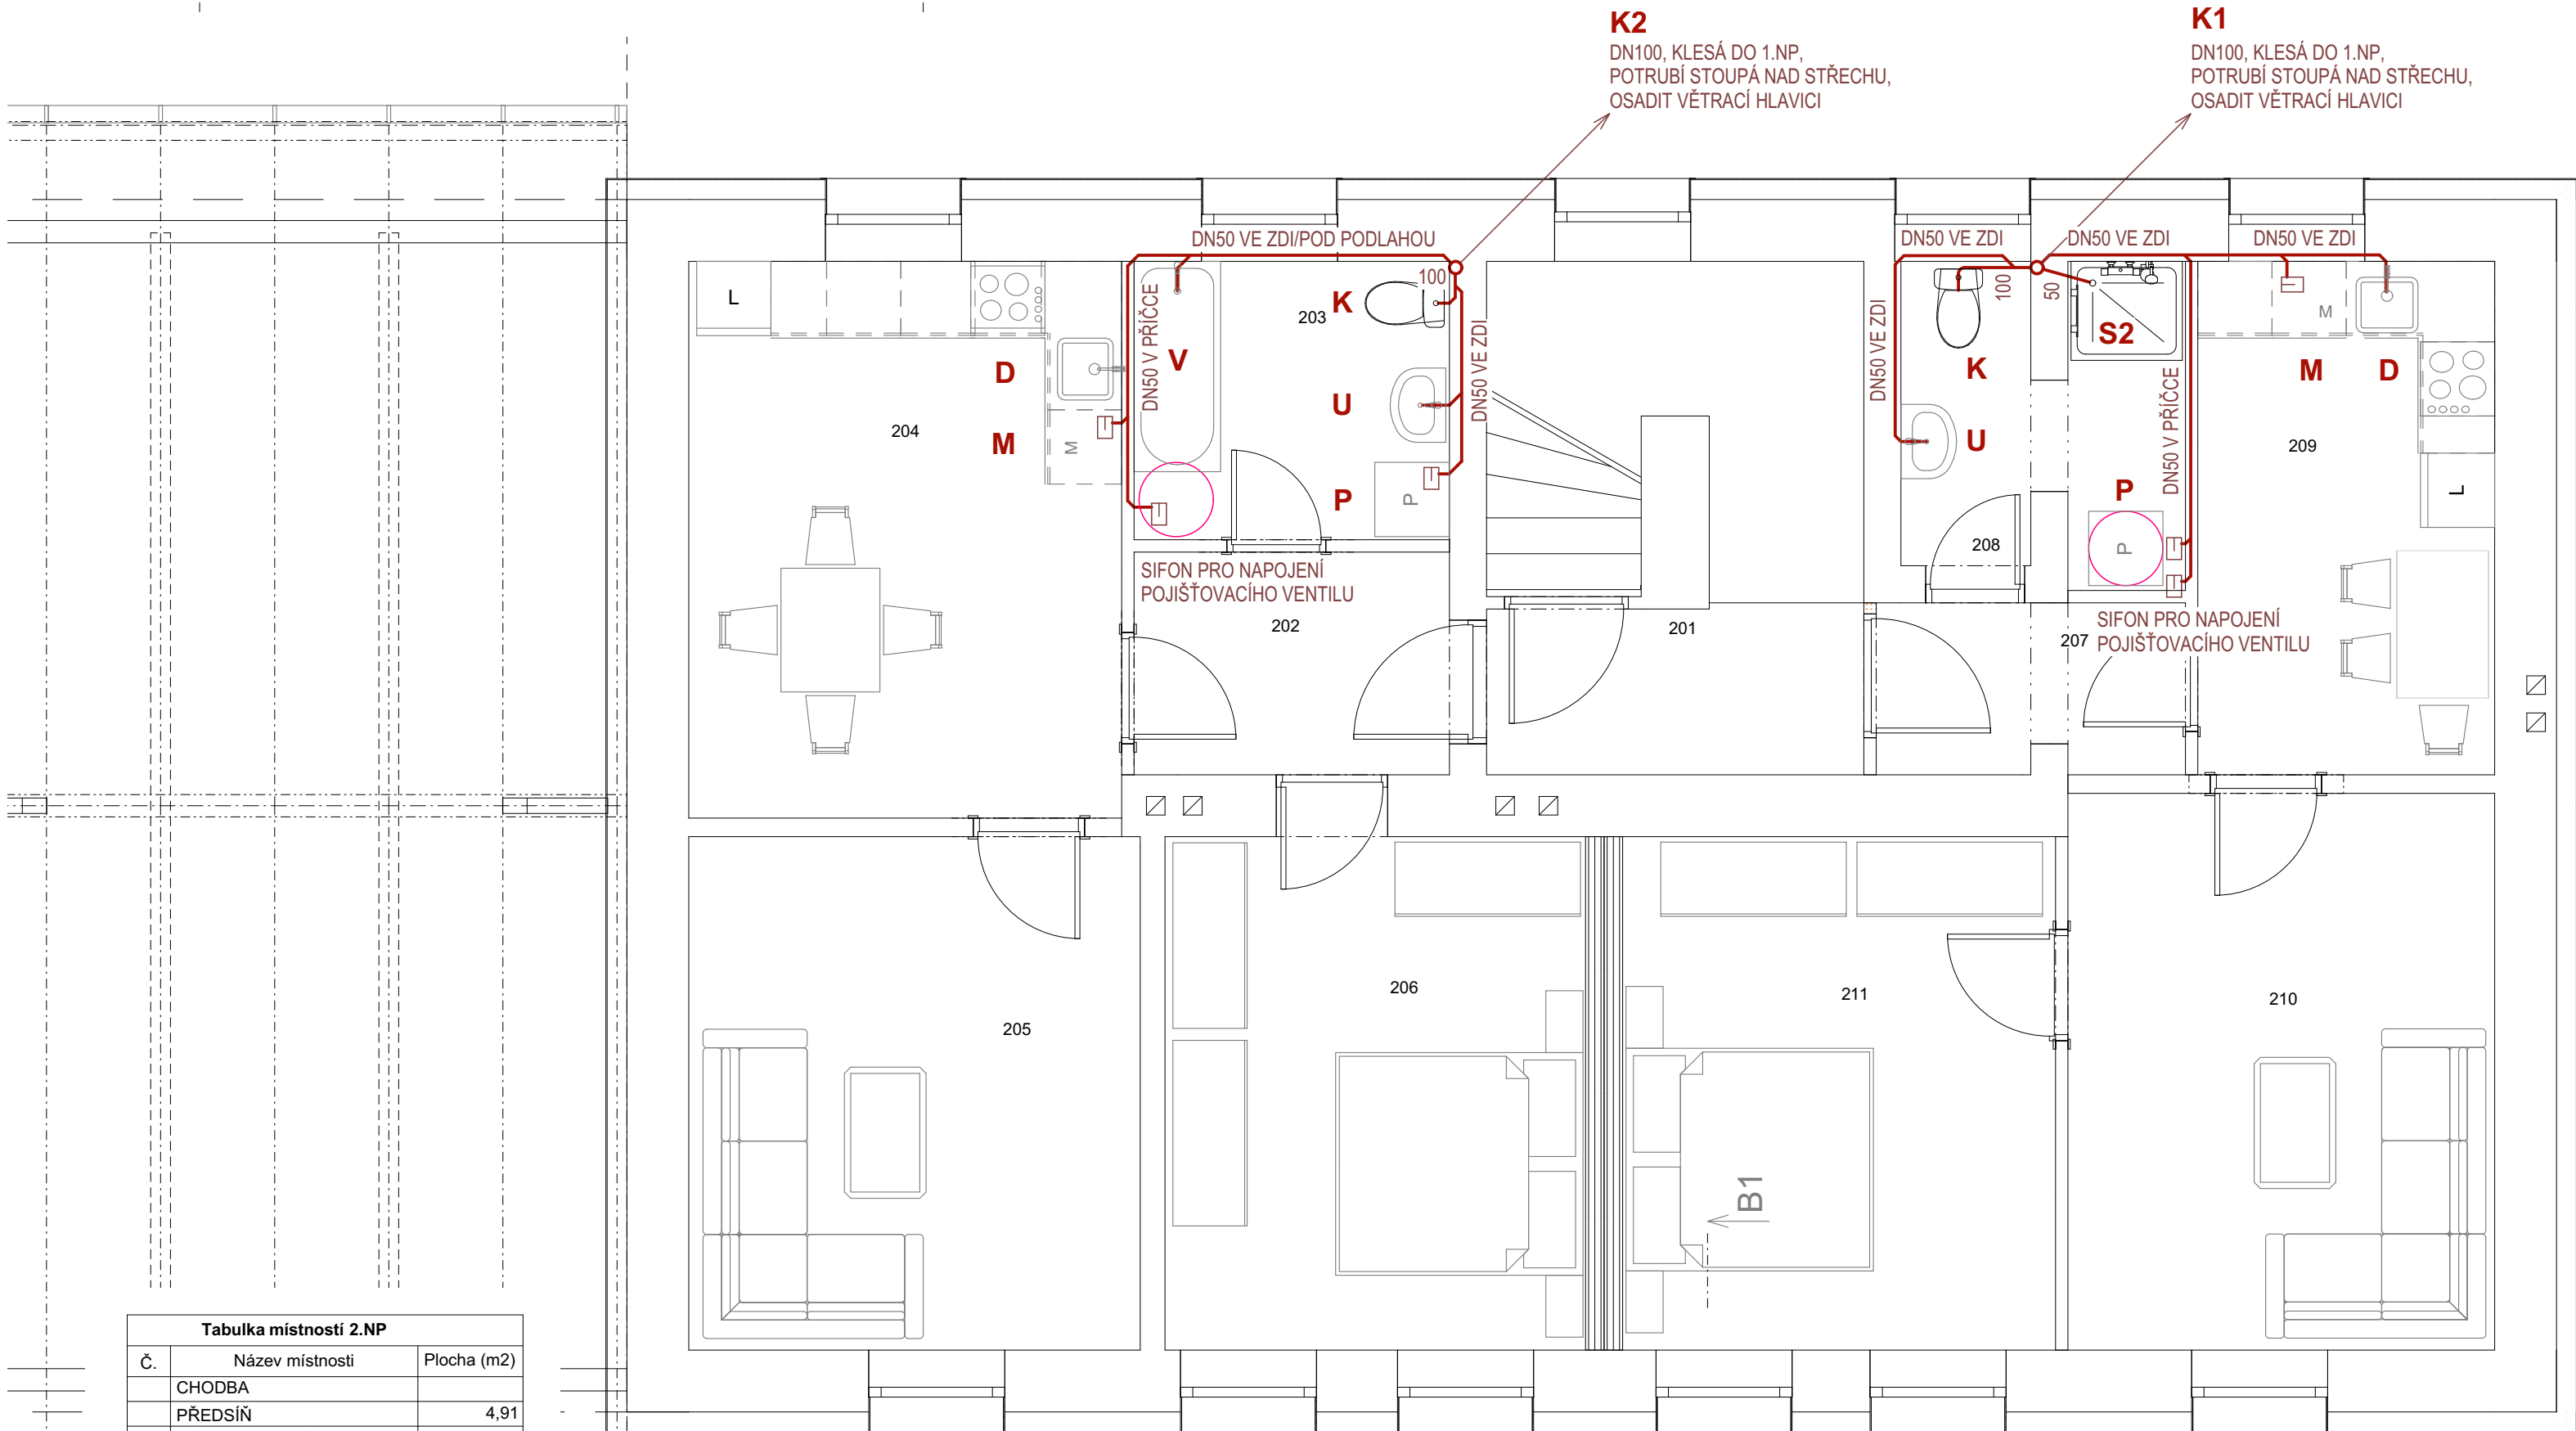 K2
DN100, KLESÁ DO 1.NP,
POTRUBÍ STOUPÁ NAD STŘECHU,
OSADIT VĚTRACÍ HLAVICI
K1
DN100, KLESÁ DO 1.NP,
POTRUBÍ STOUPÁ NAD STŘECHU,
OSADIT VĚTRACÍ HLAVICI
DN50 VE ZDI/POD PODLAHOU
DN50 VE ZDI
DN50 VE ZDI
DN50 VE ZDI
L
DN50 V PŘÍČCE
203
K
100
DN50 VE ZDI
DN50 VE ZDI
100
50
S2
M
D
V
K
M
D
U
204
M
M
U
209
DN50 V PŘÍČCE
P
P
P
P
L
208
SIFON PRO NAPOJENÍ
POJIŠŤOVACÍHO VENTILU
202
201
207
SIFON PRO NAPOJENÍ
POJIŠŤOVACÍHO VENTILU
205
206
211
210
B1
Tabulka místností 2.NP
Č.
Název místnosti
Plocha (m2)
CHODBA
PŘEDSÍŇ
4,91